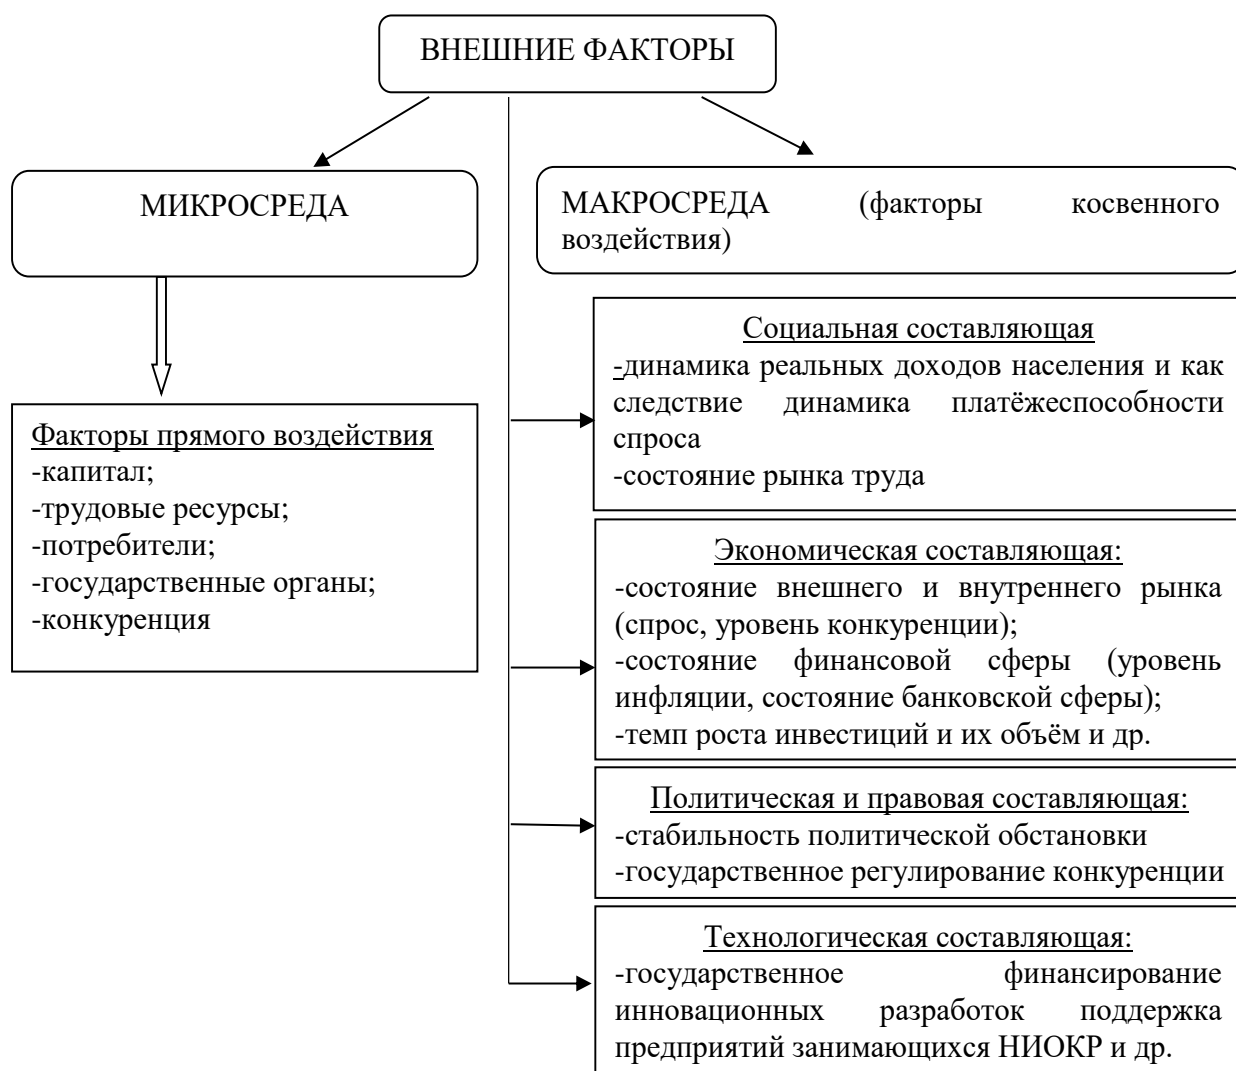 ВНЕШНИЕ ФАКТОРЫ
МИКРОСРЕДА
МАКРОСРЕДА (факторы косвенного
воздействия)
Факторы прямого воздействия
-капитал;
-трудовые ресурсы;
-потребители;
-государственные органы;
-конкуренция
Социальная составляющая
-динамика реальных доходов населения и как
следствие динамика платёжеспособности
спроса
-состояние рынка труда
Экономическая составляющая:
-состояние внешнего и внутреннего рынка
(спрос, уровень конкуренции);
-состояние финансовой сферы (уровень
инфляции, состояние банковской сферы);
-темп роста инвестиций и их объём и др.
Политическая и правовая составляющая:
-стабильность политической обстановки
-государственное регулирование конкуренции
Технологическая составляющая:
-государственное финансирование
инновационных разработок поддержка
предприятий занимающихся НИОКР и др.